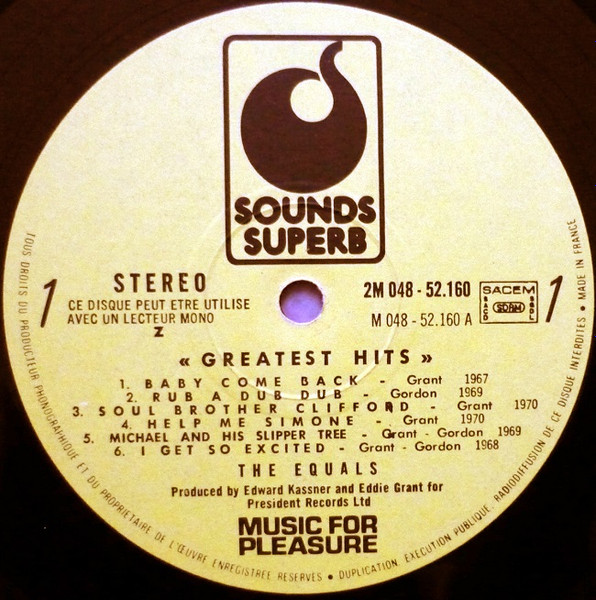 SOUNDS
SUPERB
1
STEREO
CE DISQUE PEUT ETRE UTILISE
AVEC UN LECTEUR MONO
Z
2M 048 - 52.160
M 048 - 52.160 A
SACEM
SACD
SDRM
SGDL
1
« GREATEST HITS »
1. BABY COME BACK - Grant 1967
2. RUB A DUB DUB - Gordon 1969
3. SOUL BROTHER CLIFFORD - Grant 1970
4. HELP ME SIMONE - Grant 1970
5. MICHAEL AND HIS SLIPPER TREE - Grant - Gordon 1969
6. I GET SO EXCITED - Grant - Gordon 1968
THE EQUALS
Produced by Edward Kassner and Eddie Grant for
President Records Ltd
MUSIC FOR
PLEASURE
TOUS DROITS DU PRODUCTEUR PHONOGRAPHIQUE ET DU PROPRIETAIRE DE L'ŒUVRE ENREGISTREE RESERVES • DUPLICATION, EXECUTION PUBLIQUE, RADIODIFFUSION DE CE DISQUE INTERDITES • MADE IN FRANCE